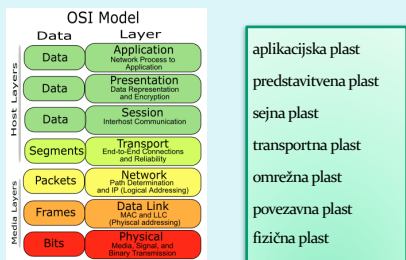 OSI Model
Data Layer
Host Layers
Data
Application
Network Process to
Application
Data
Presentation
Data Representation
and Encryption
Data
Session
Interhost Communication
Segments
Transport
End-to-End Connections
and Reliability
Media Layers
Packets
Network
Path Determination
and IP (Logical Addressing)
Frames
Data Link
MAC and LLC
(Phyiscal addressing)
Bits
Physical
Media, Signal, and
Binary Transmission
aplikacijska plast
predstavitvena plast
sejna plast
transportna plast
omrežna plast
povezavna plast
fizična plast